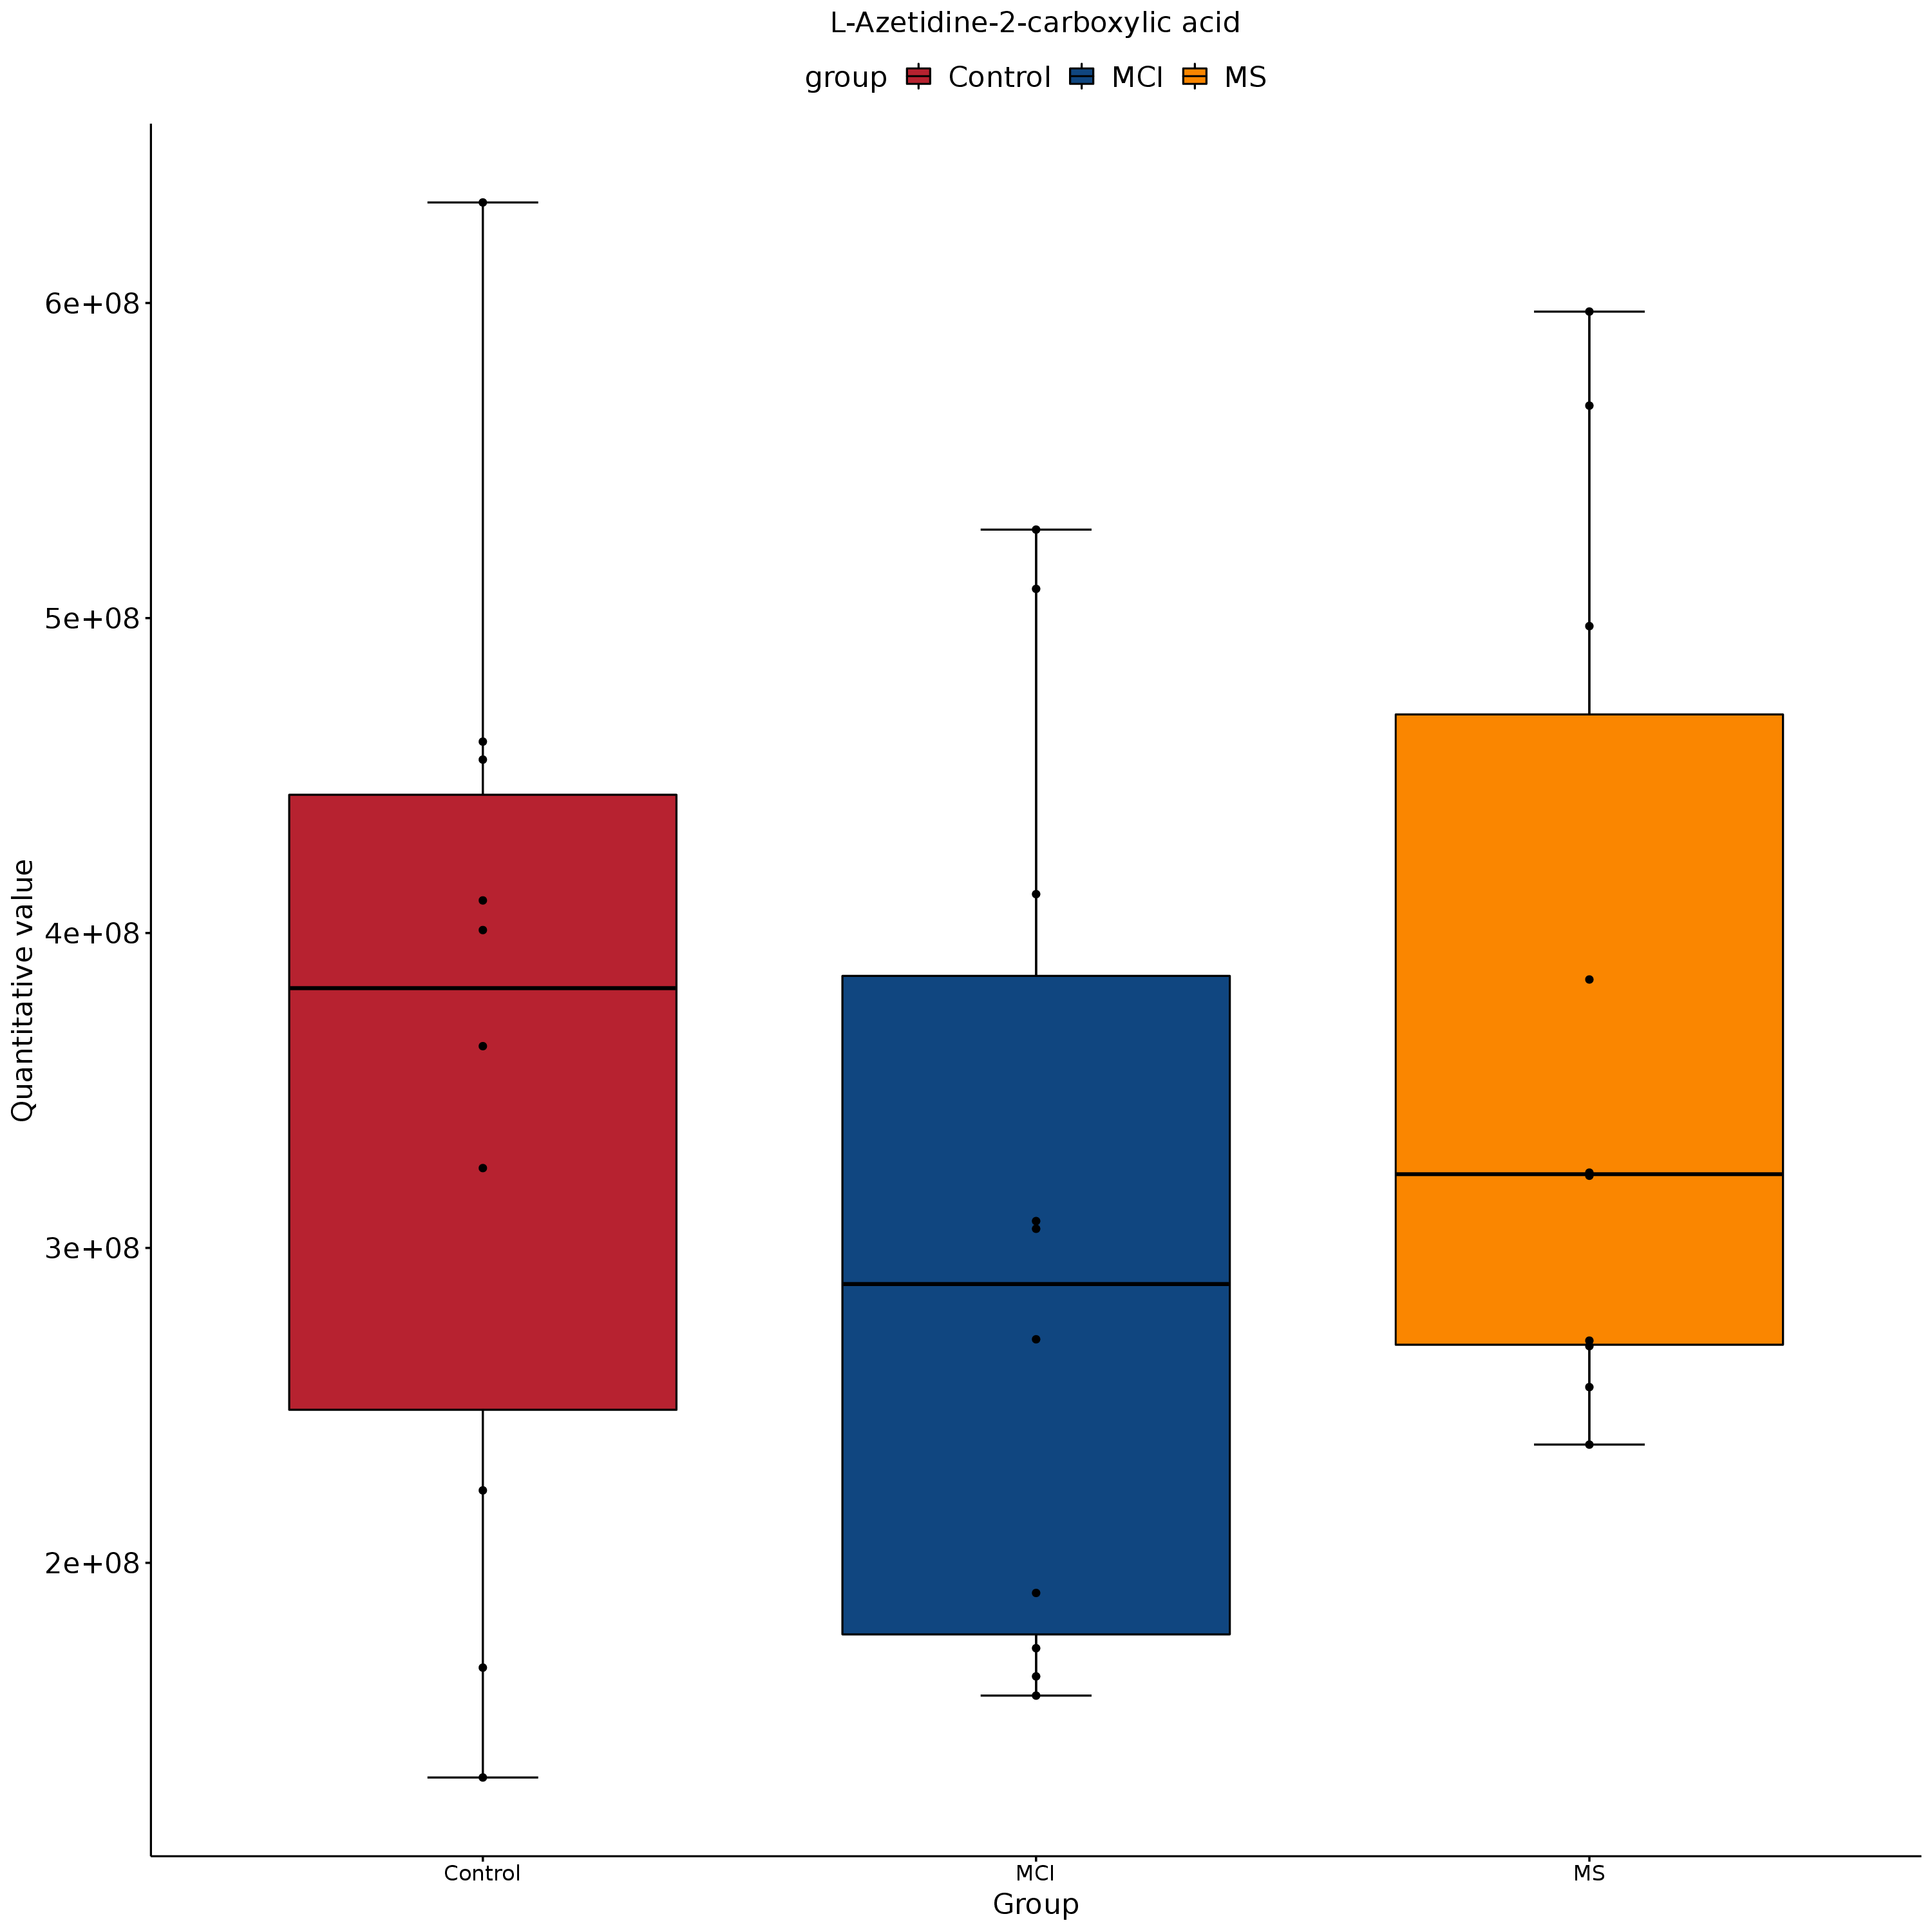 L-Azetidine-2-carboxylic acid
group Control MCI MS
6e+08
5e+08
4e+08
3e+08
2e+08
Quantitative value
Control MCI MS
Group